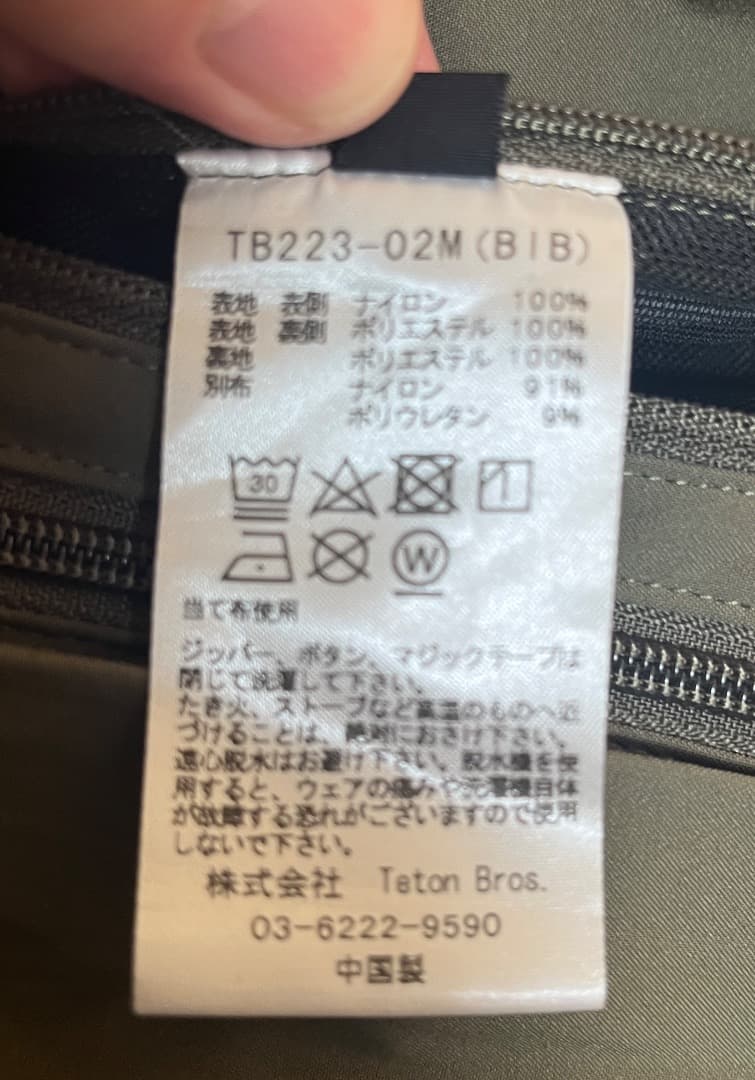 TB223-02M(BIB)
表地 表側 ナイロン 100%
表地 裏側 ポリエステル 100%
裏地 ポリエステル 100%
別布 ナイロン 91%
ポリウレタン 9%
30
W
当て布使用
ジッパー、ボタン、マジックテープは
閉じて洗濯して下さい。
たき火、ストーブなど高温のものへ近
づけることは、絶対におさけ下さい。
遠心脱水はお避け下さい。脱水機を使
用すると、ウェアの痛みや洗濯機自体
が故障する恐れがございますので使用
しないで下さい。
株式会社 Teton Bros.
03-6222-9590
中国製